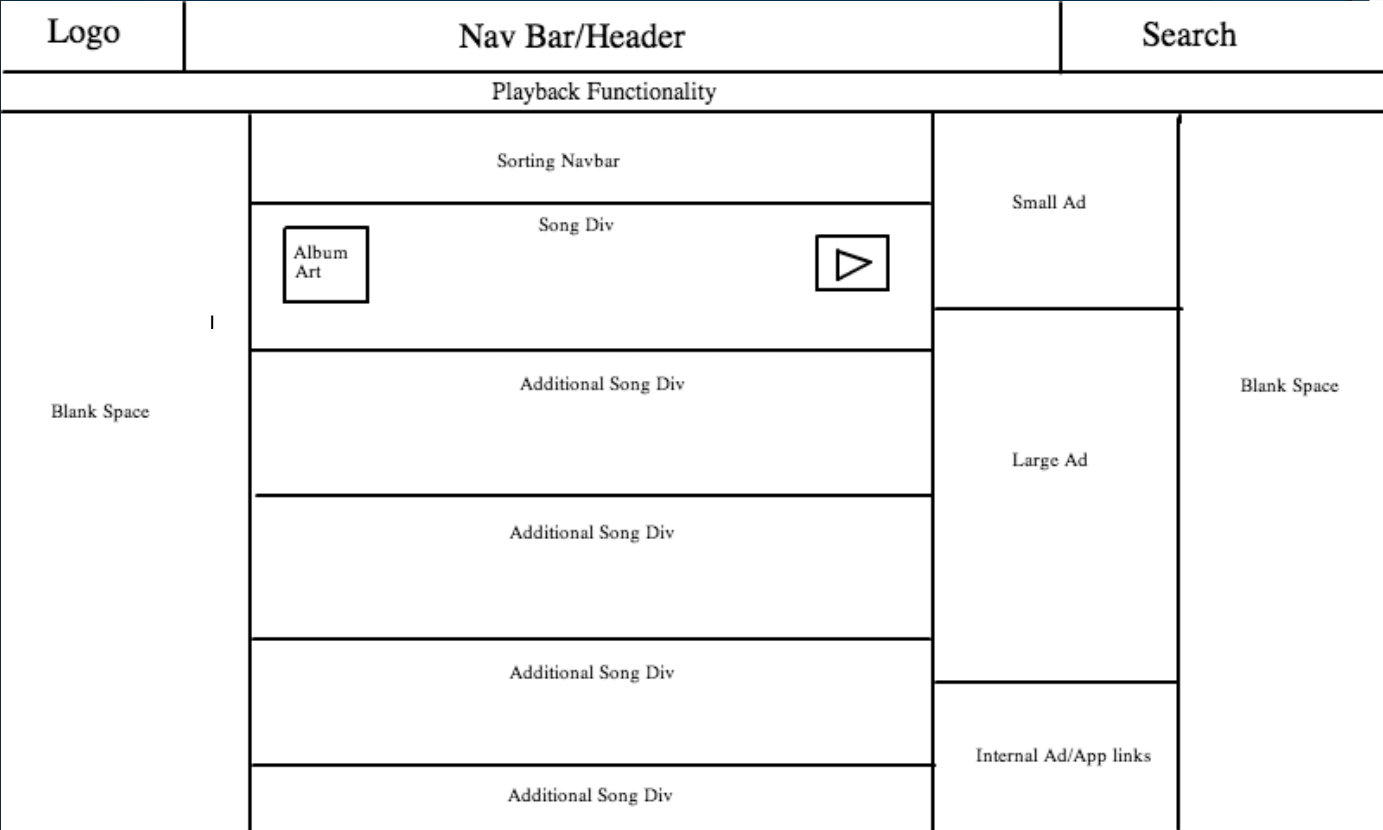 Logo
Nav Bar/Header
Search
Playback Functionality
Sorting Navbar
Song Div
Album
Art
Small Ad
Additional Song Div
Blank Space
Blank Space
Large Ad
Additional Song Div
Additional Song Div
Internal Ad/App links
Additional Song Div